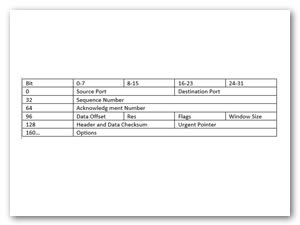 Bit 0-7 8-15 16-23 24-31
0 Source Port Destination Port
32 Sequence Number
64 Acknowledgment Number
96 Data Offset Res Flags Window Size
128 Header and Data Checksum Urgent Pointer
160... Options